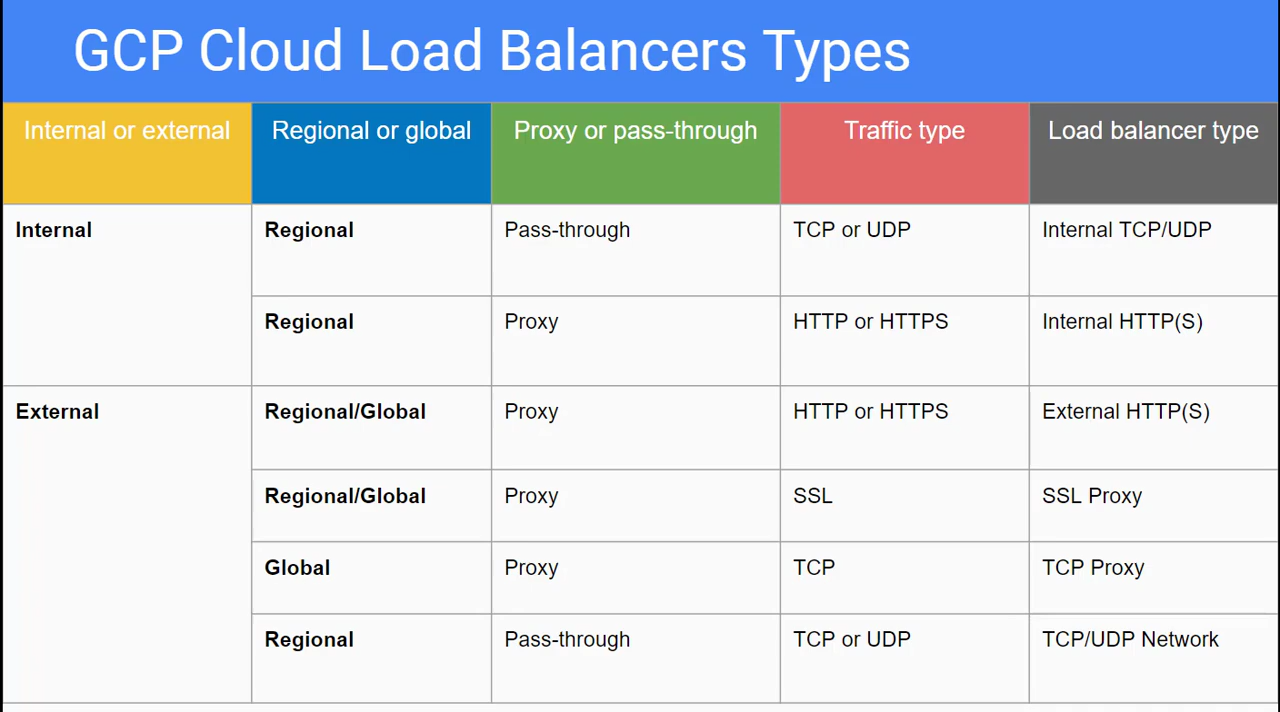 GCP Cloud Load Balancers Types
Internal or external Regional or global Proxy or pass-through Traffic type Load balancer type
Internal Regional Pass-through TCP or UDP Internal TCP/UDP
Regional Proxy HTTP or HTTPS Internal HTTP(S)
External Regional/Global Proxy HTTP or HTTPS External HTTP(S)
Regional/Global Proxy SSL SSL Proxy
Global Proxy TCP TCP Proxy
Regional Pass-through TCP or UDP TCP/UDP Network